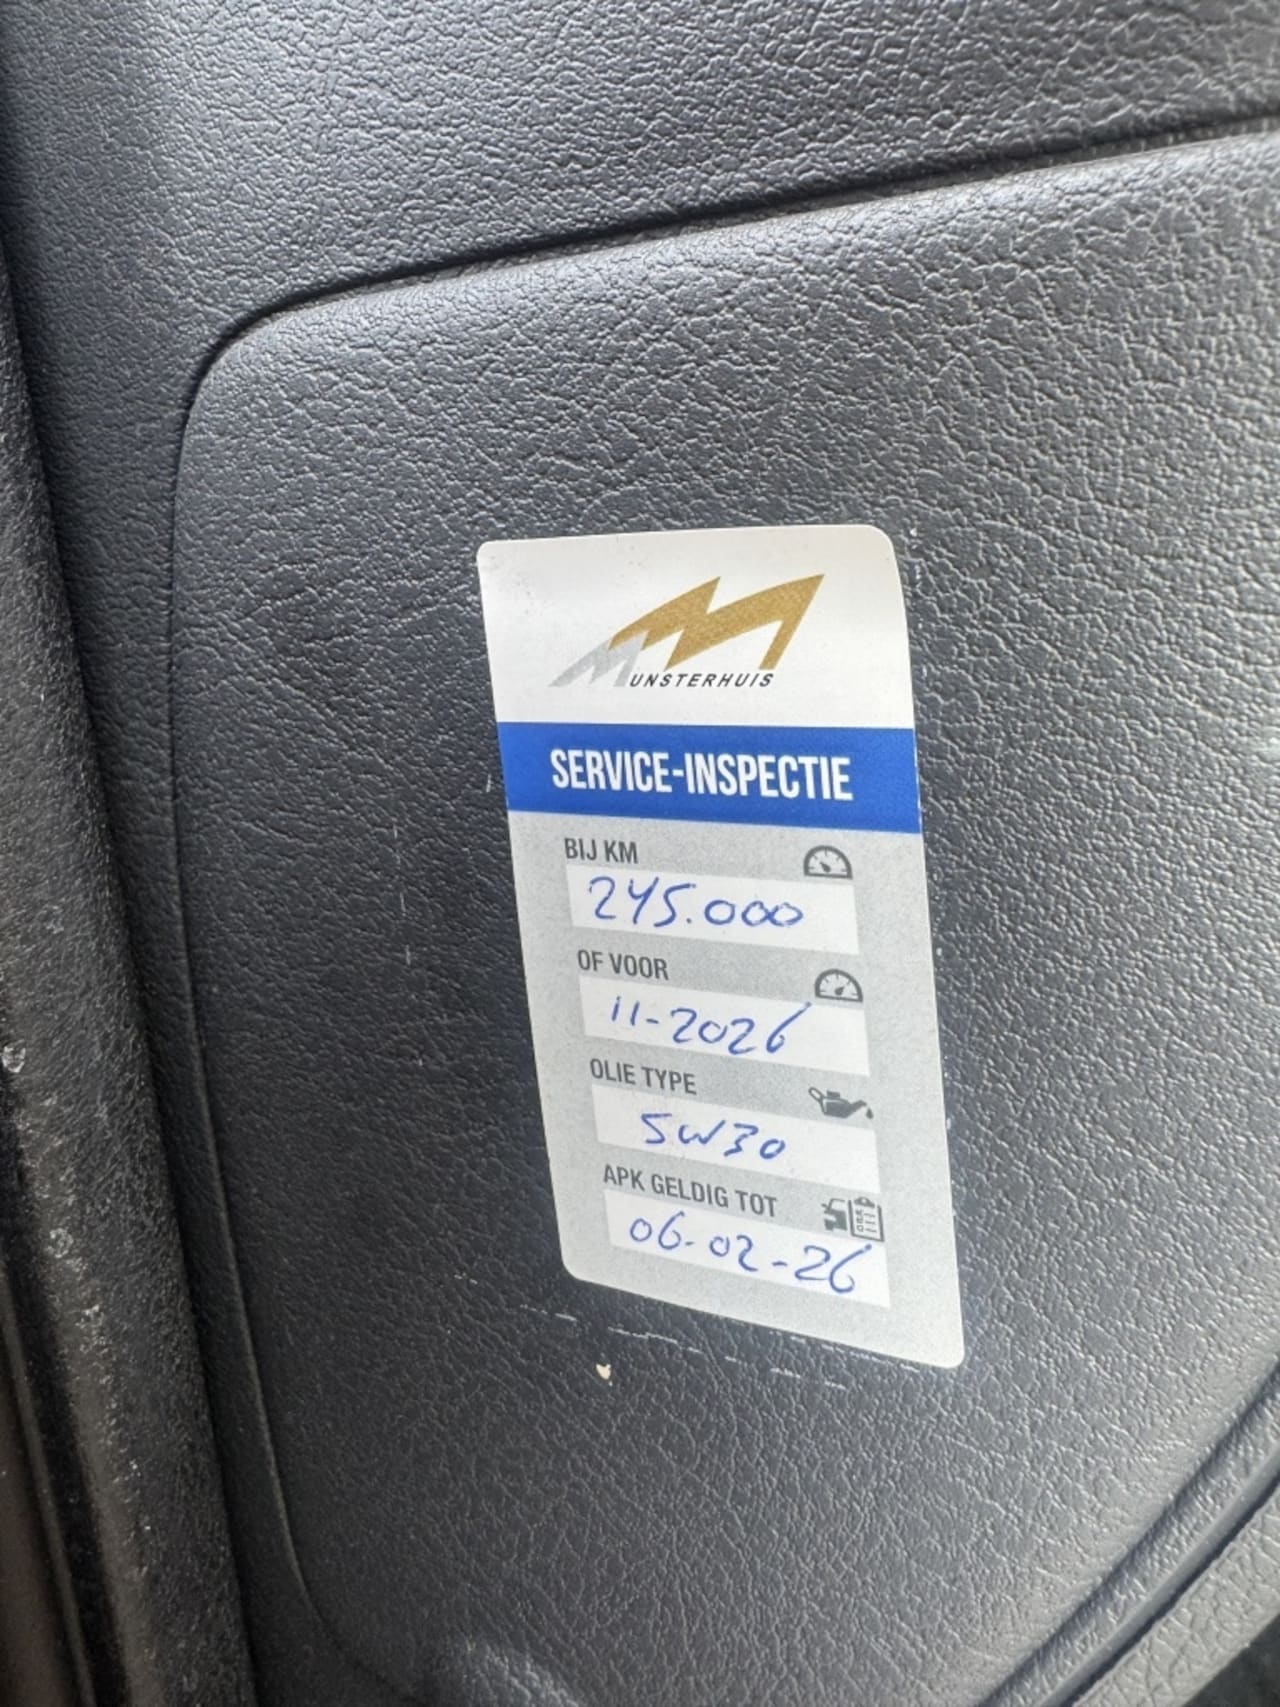 MUNSTERHUIS
SERVICE-INSPECTIE
BIJ KM
245.000
OF VOOR
11-2026
OLIE TYPE
5W30
APK GELDIG TOT
06-02-26